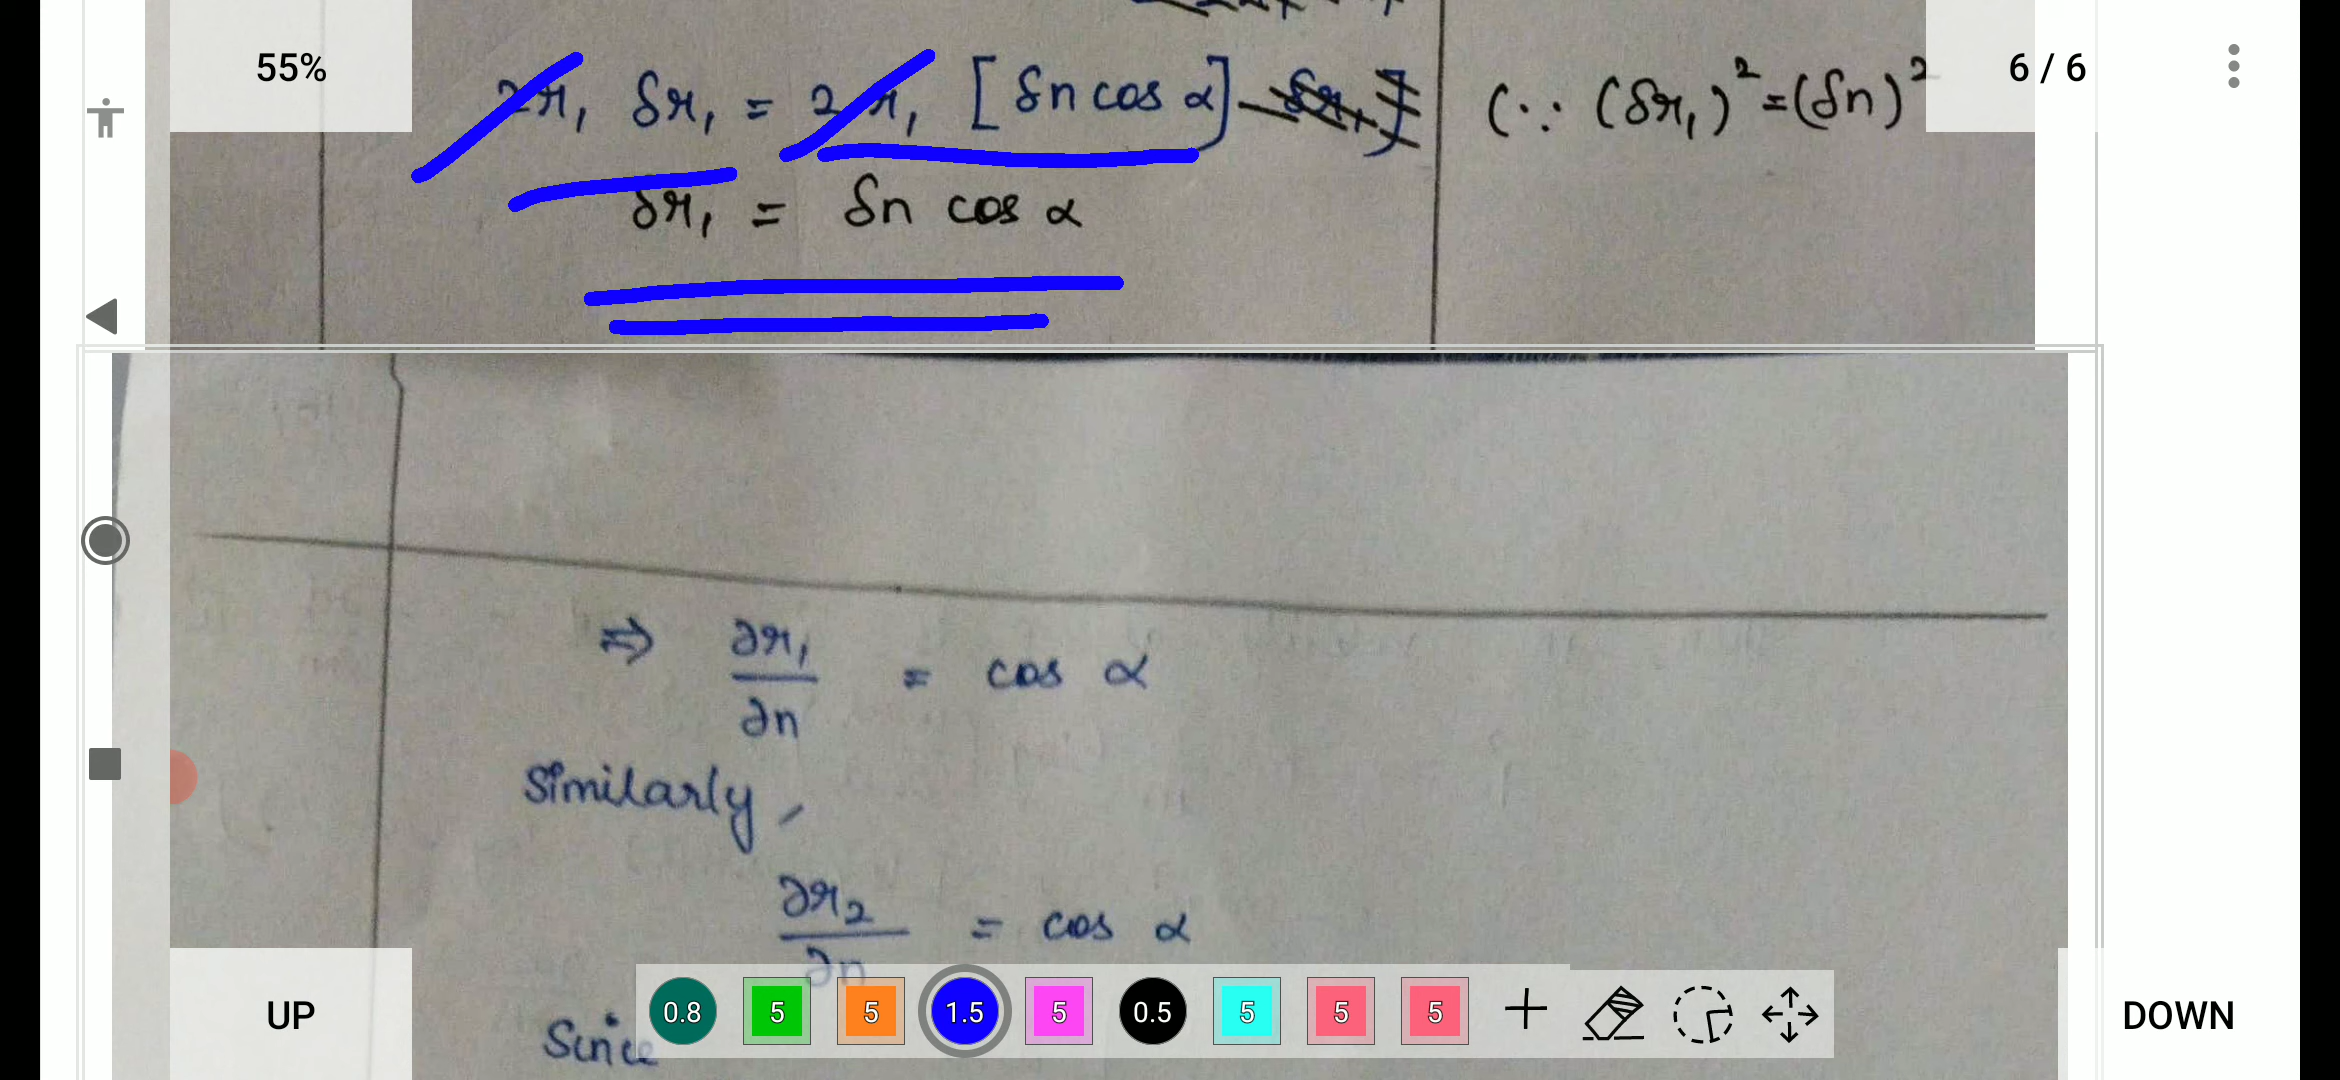 55%
6 / 6
2r₁ δr₁ = 2r₁ [δn cos α] (∵ (δr₁)² = (δn)²
δr₁ = δn cos α
⇒ ∂r₁/∂n = cos α
Similarly,
∂r₂/∂n = cos α
UP
0.8 5 5 1.5 5 0.5 5 5 5
DOWN
Since